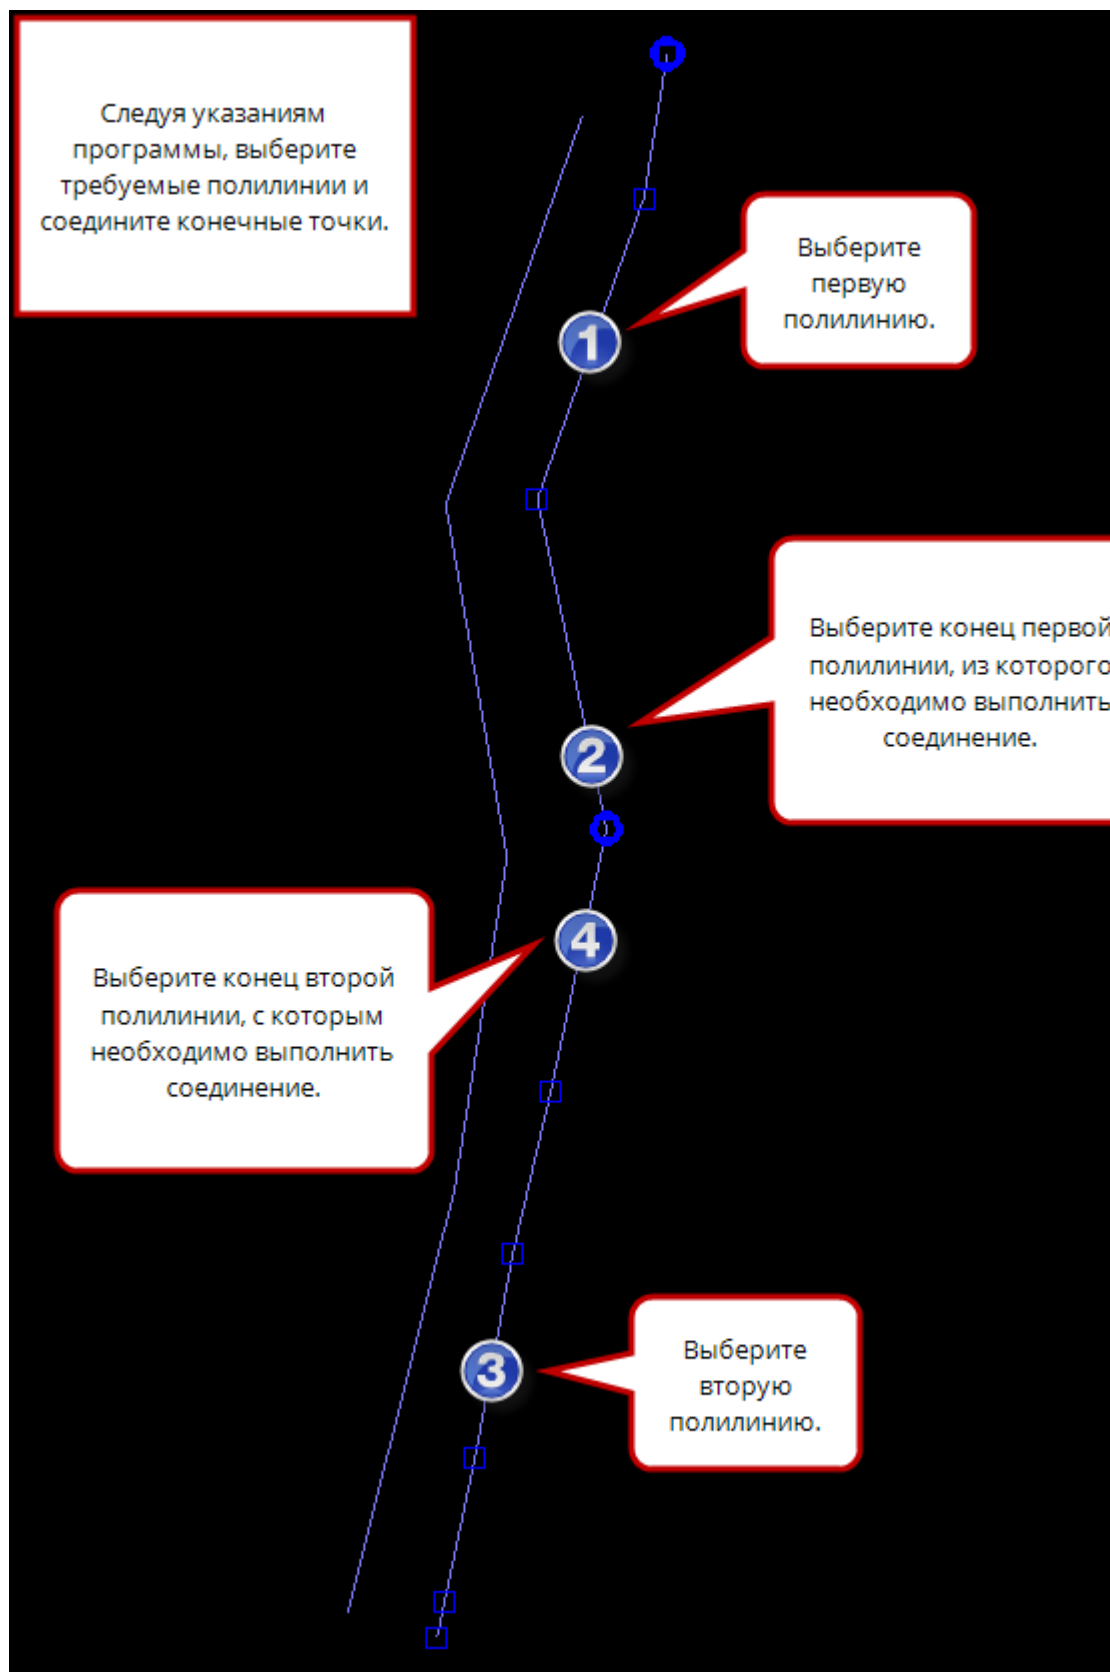 Следуя указаниям
программы, выберите
требуемые полилинии и
соедините конечные точки.
Выберите
первую
полилинию.
1
Выберите конец первой
полилинии, из которого
необходимо выполнить
соединение.
2
4
Выберите конец второй
полилинии, с которым
необходимо выполнить
соединение.
3
Выберите
вторую
полилинию.